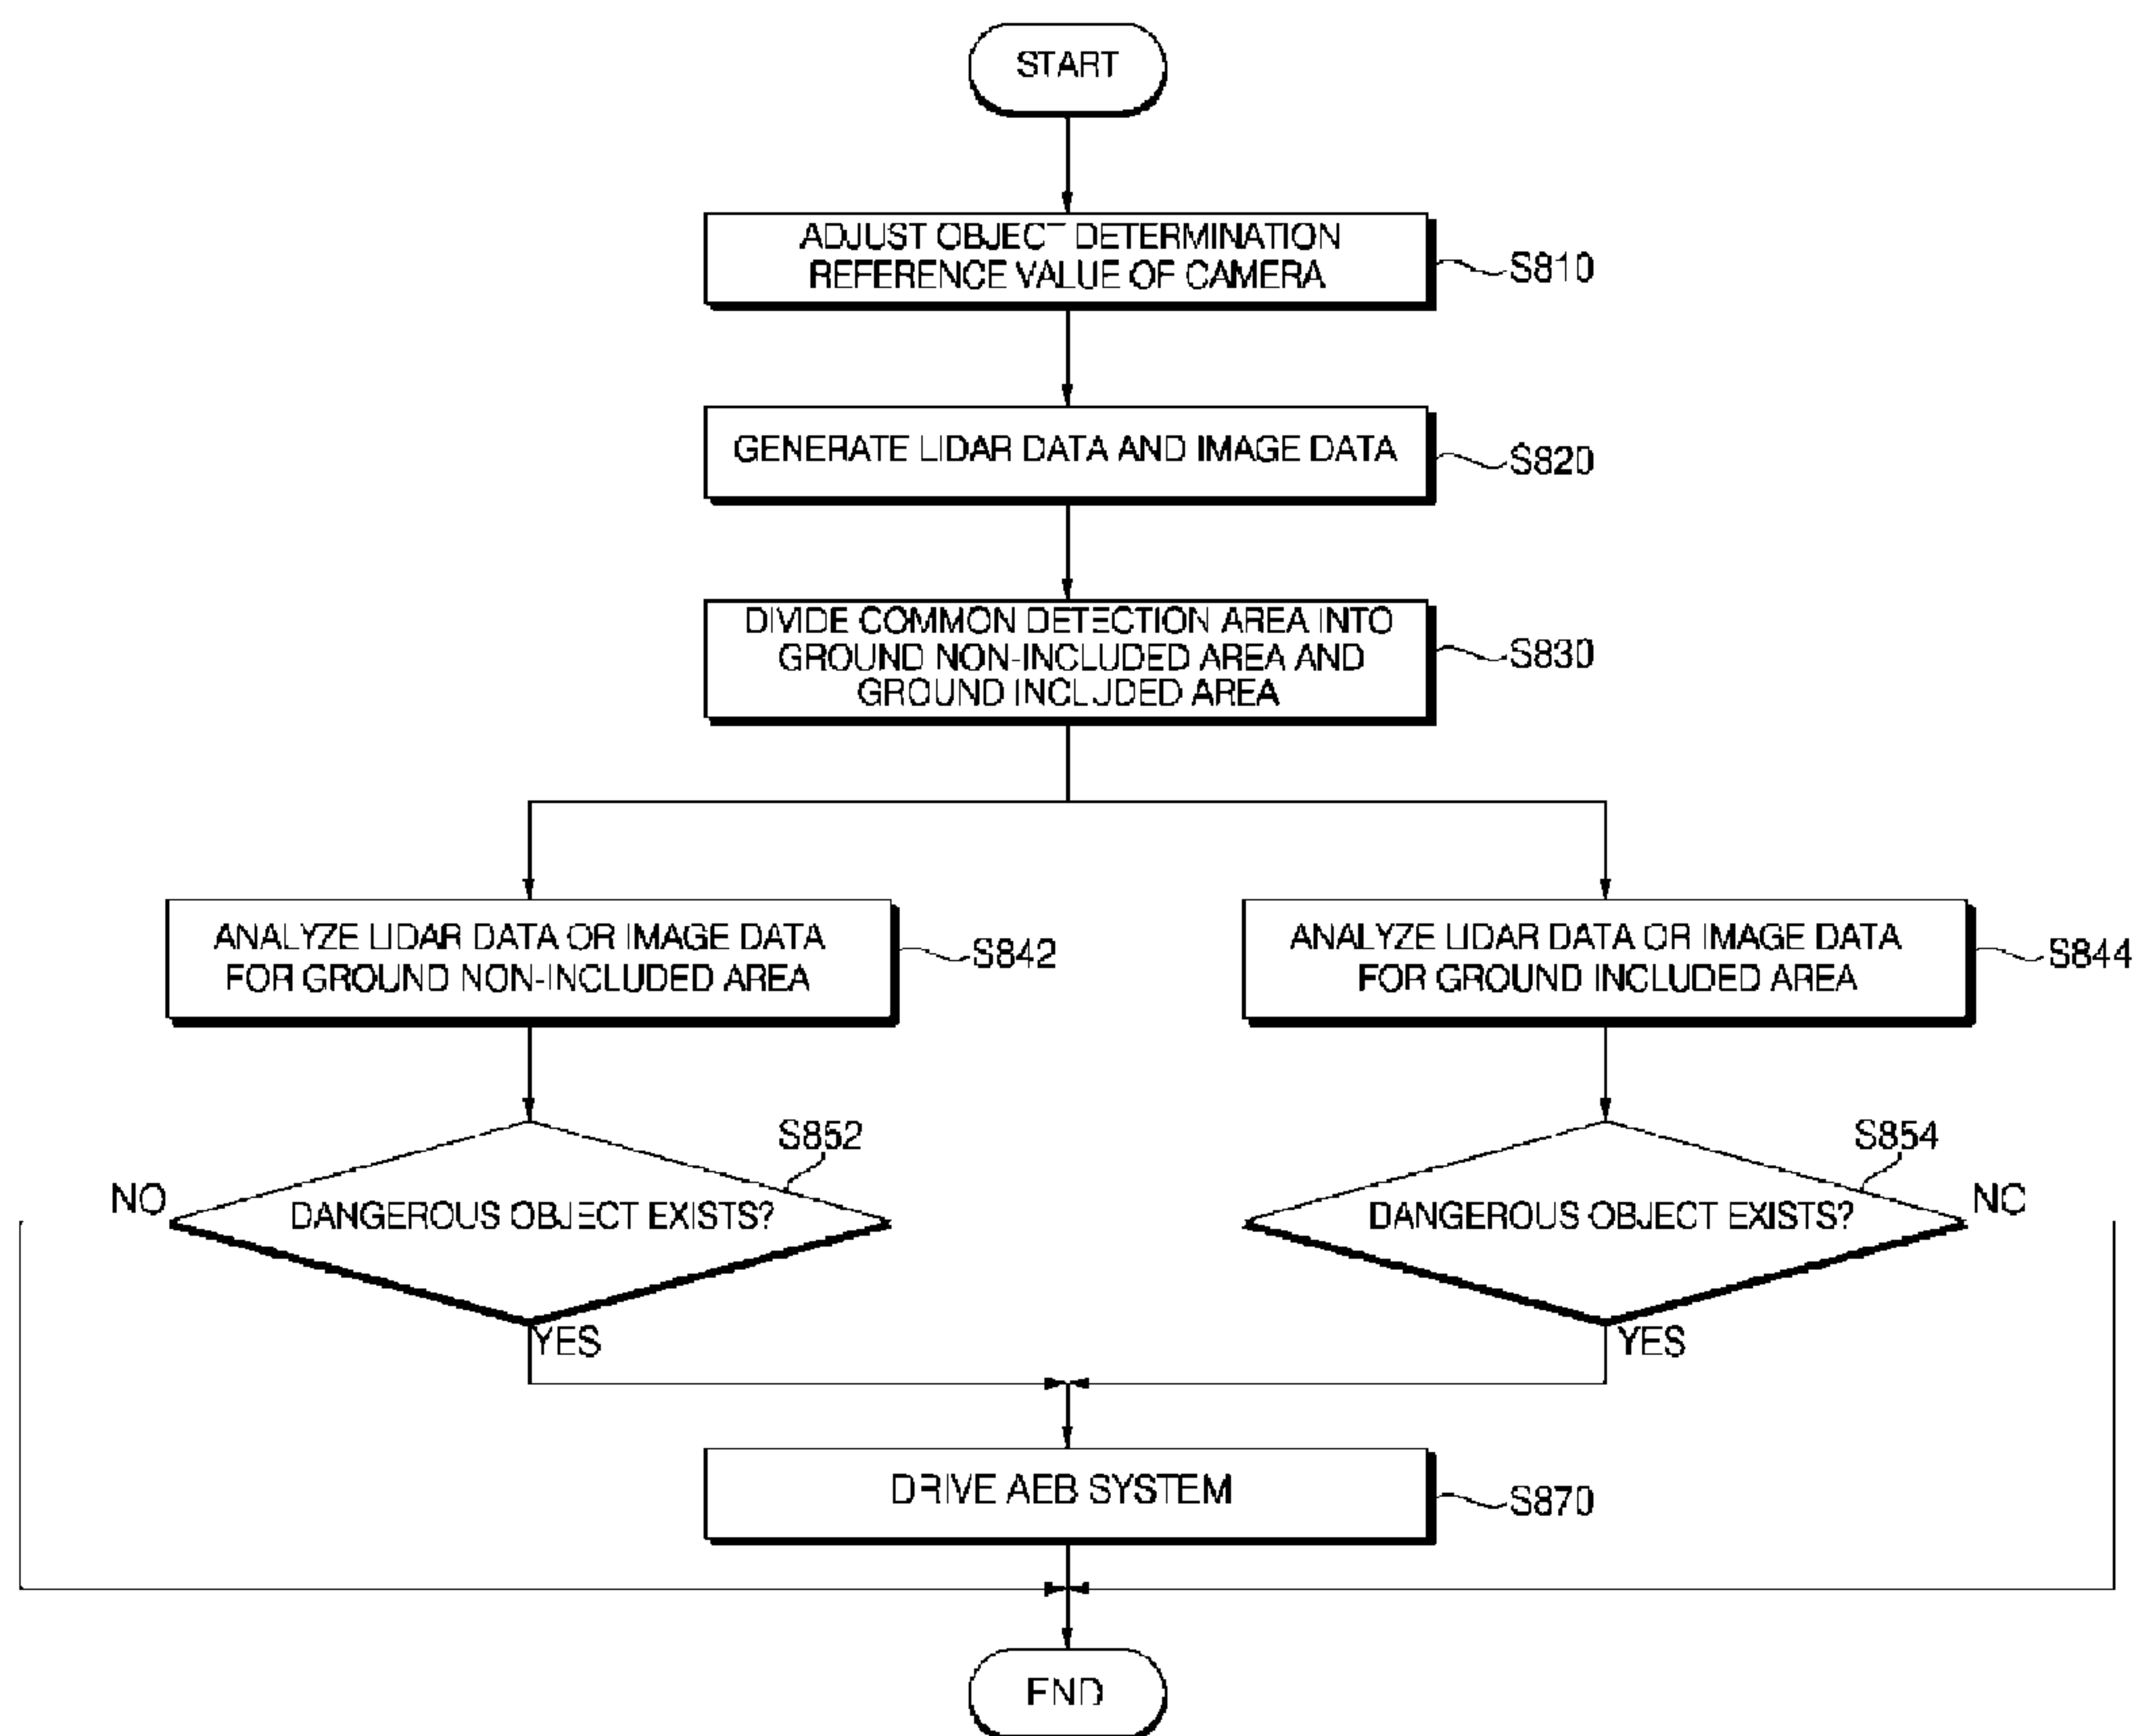 START
ADJUST OBJECT DETERMINATION
REFERENCE VALUE OF CAMERA
S810
GENERATE LIDAR DATA AND IMAGE DATA
S820
DIVIDE COMMON DETECTION AREA INTO
GROUND NON-INCLUDED AREA AND
GROUND INCLUDED AREA
S830
ANALYZE LIDAR DATA OR IMAGE DATA
FOR GROUND NON-INCLUDED AREA
S842
ANALYZE LIDAR DATA OR IMAGE DATA
FOR GROUND INCLUDED AREA
S844
S852
NO
DANGEROUS OBJECT EXISTS?
YES
S854
DANGEROUS OBJECT EXISTS?
NO
YES
DRIVE AEB SYSTEM
S870
END